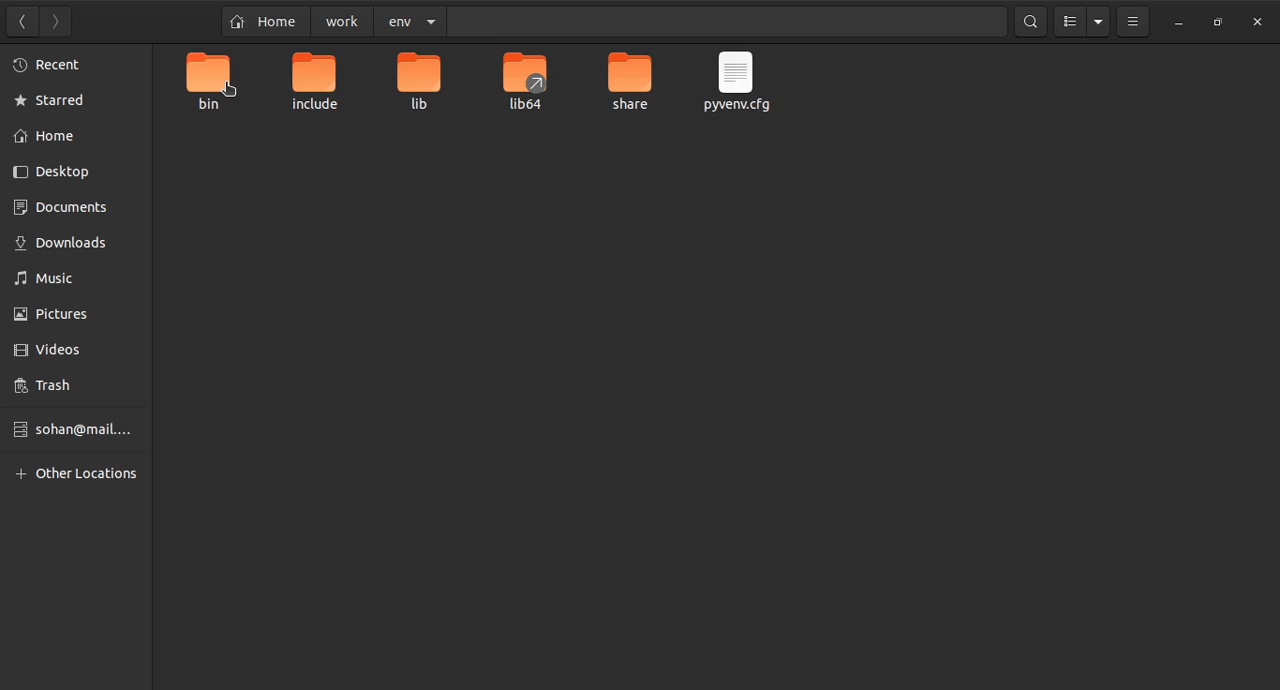 Home work env
Recent
Starred
Home
Desktop
Documents
Downloads
Music
Pictures
Videos
Trash
sohan@mail....
Other Locations
bin include lib lib64 share pyvenv.cfg